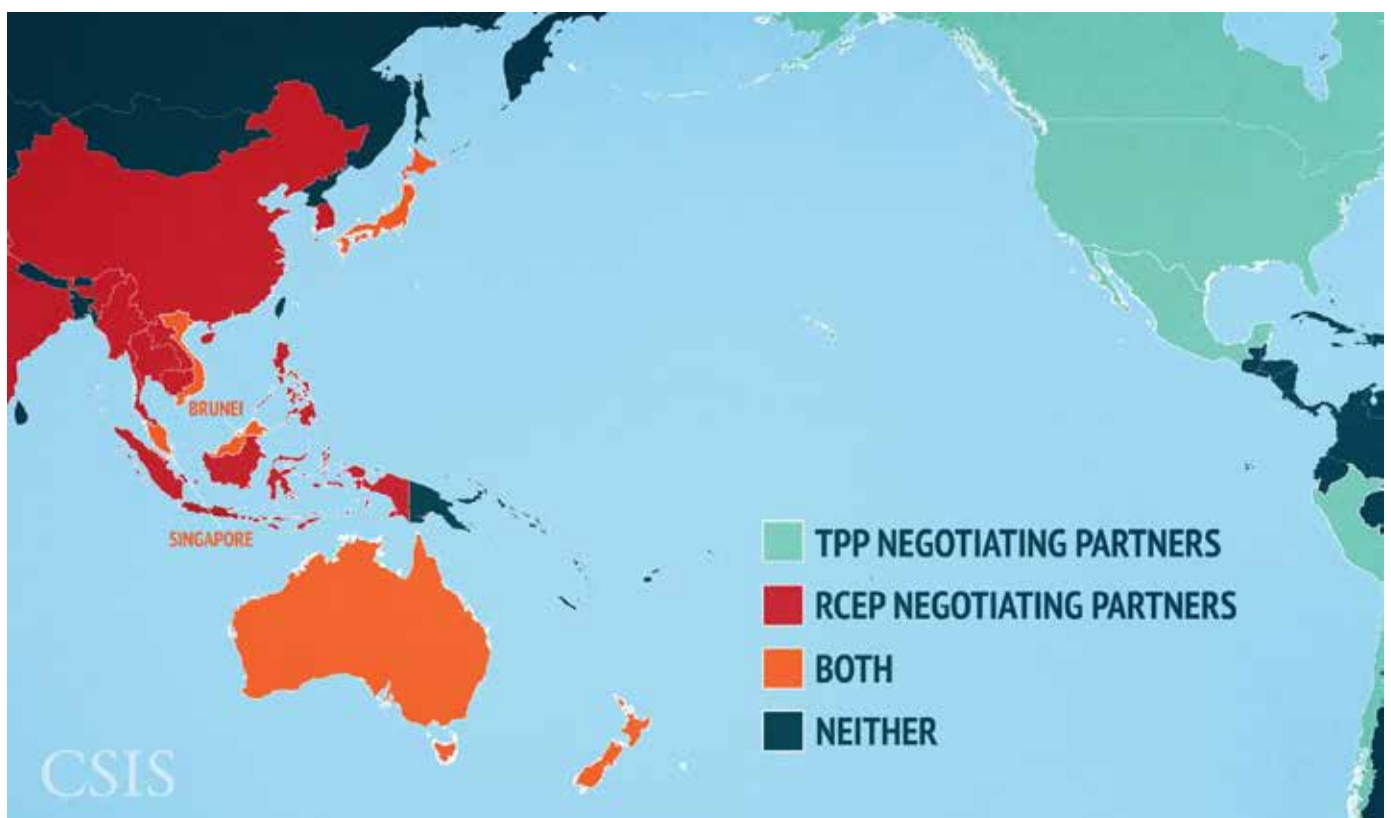 BRUNEI
SINGAPORE
TPP NEGOTIATING PARTNERS
RCEP NEGOTIATING PARTNERS
BOTH
NEITHER
CSIS